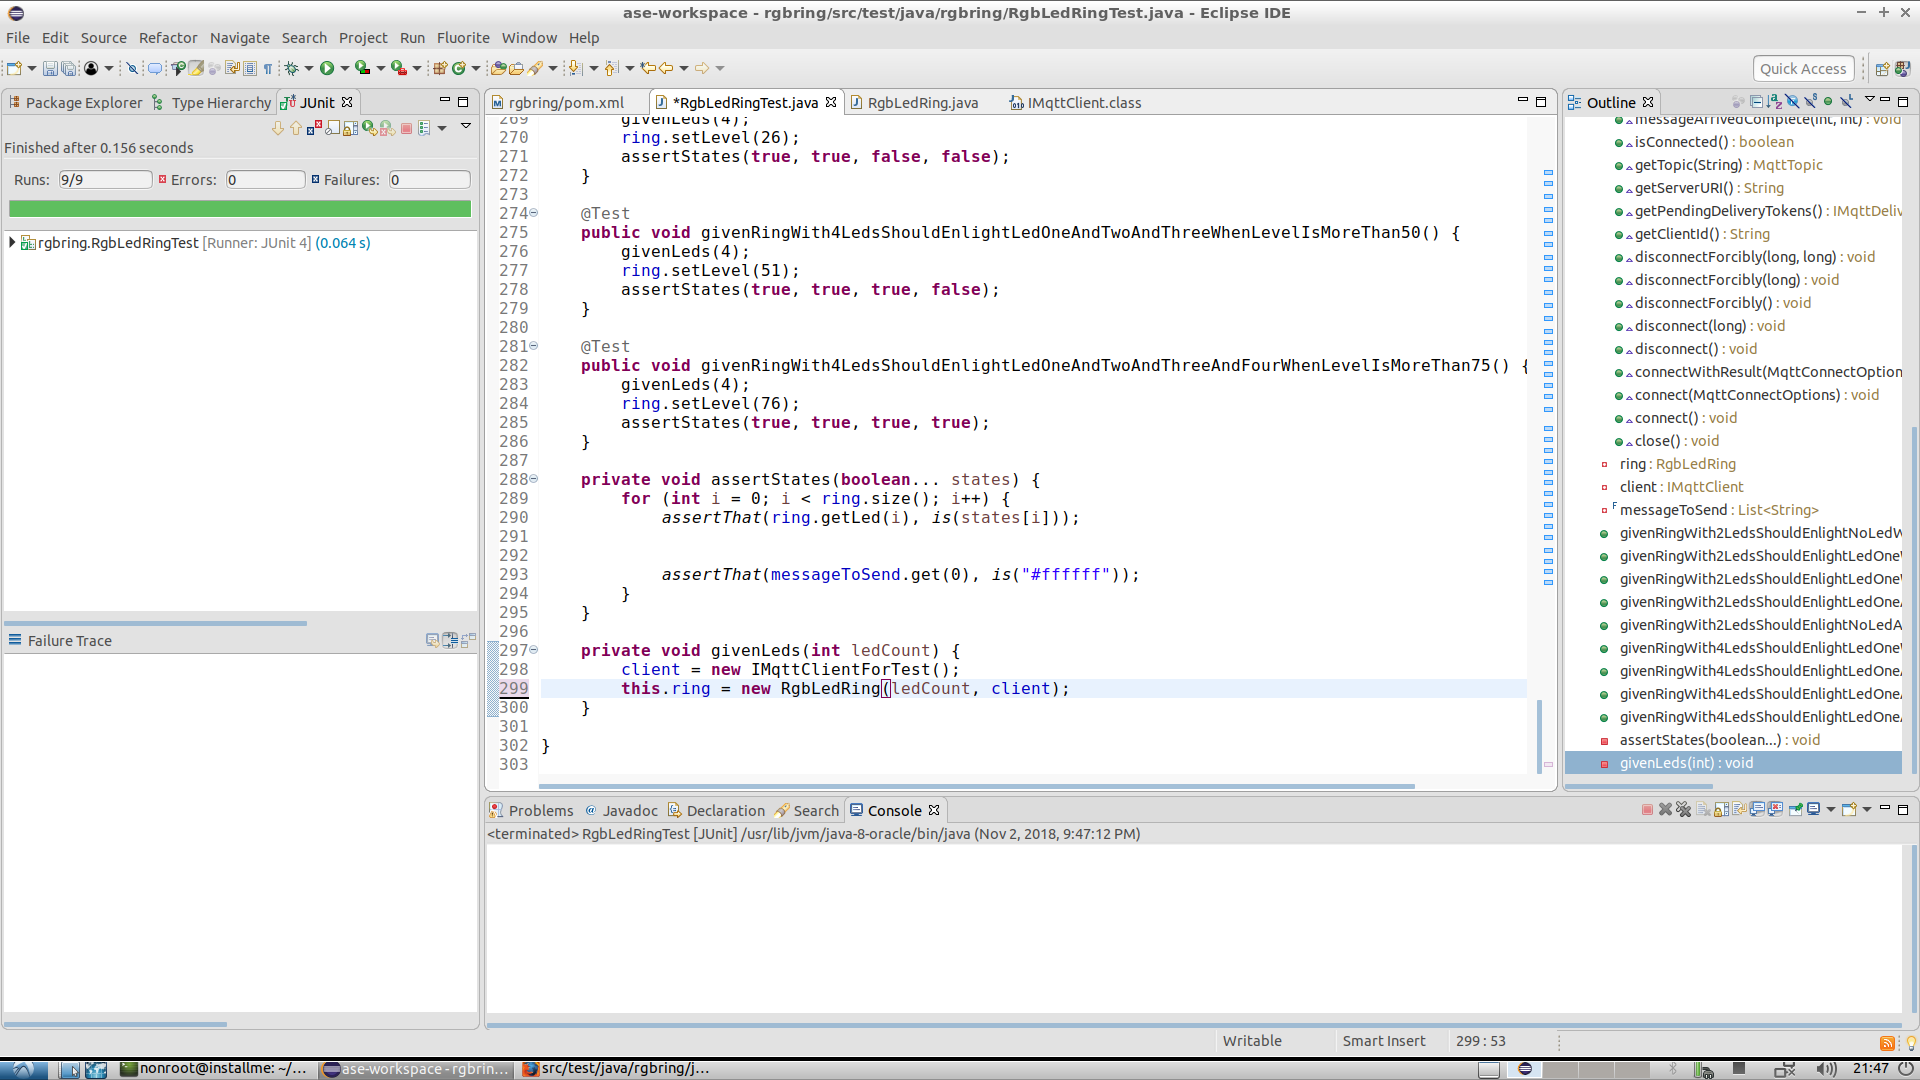 ase-workspace - rgbring/src/test/java/rgbring/RgbLedRingTest.java - Eclipse IDE
File Edit Source Refactor Navigate Search Project Run Fluorite Window Help
Quick Access
Package Explorer Type Hierarchy JUnit
Finished after 0.156 seconds
Runs: 9/9 Errors: 0 Failures: 0
rgbring.RgbLedRingTest [Runner: JUnit 4] (0.064 s)
Failure Trace
rgbring/pom.xml *RgbLedRingTest.java RgbLedRing.java IMqttClient.class
269 givenLeds(4);
270 ring.setLevel(26);
271 assertStates(true, true, false, false);
272 }
273
274 @Test
275 public void givenRingWith4LedsShouldEnlightLedOneAndTwoAndThreeWhenLevelIsMoreThan50() {
276 givenLeds(4);
277 ring.setLevel(51);
278 assertStates(true, true, true, false);
279 }
280
281 @Test
282 public void givenRingWith4LedsShouldEnlightLedOneAndTwoAndThreeAndFourWhenLevelIsMoreThan75() {
283 givenLeds(4);
284 ring.setLevel(76);
285 assertStates(true, true, true, true);
286 }
287
288 private void assertStates(boolean... states) {
289 for (int i = 0; i < ring.size(); i++) {
290 assertThat(ring.getLed(i), is(states[i]));
291
292
293 assertThat(messageToSend.get(0), is("#ffffff"));
294 }
295 }
296
297 private void givenLeds(int ledCount) {
298 client = new IMqttClientForTest();
299 this.ring = new RgbLedRing(ledCount, client);
300 }
301
302 }
303
Outline
messageArrivedComplete(int, int) : void
isConnected() : boolean
getTopic(String) : MqttTopic
getServerURI() : String
getPendingDeliveryTokens() : IMqttDeliv
getClientId() : String
disconnectForcibly(long, long) : void
disconnectForcibly(long) : void
disconnectForcibly() : void
disconnect(long) : void
disconnect() : void
connectWithResult(MqttConnectOption
connect(MqttConnectOptions) : void
connect() : void
close() : void
ring : RgbLedRing
client : IMqttClient
F messageToSend : List<String>
givenRingWith2LedsShouldEnlightNoLedW
givenRingWith2LedsShouldEnlightLedOneW
givenRingWith2LedsShouldEnlightLedOneW
givenRingWith2LedsShouldEnlightLedOneA
givenRingWith2LedsShouldEnlightNoLedA
givenRingWith4LedsShouldEnlightLedOneW
givenRingWith4LedsShouldEnlightLedOneA
givenRingWith4LedsShouldEnlightLedOneA
givenRingWith4LedsShouldEnlightLedOneA
assertStates(boolean...) : void
givenLeds(int) : void
Problems Javadoc Declaration Search Console
<terminated> RgbLedRingTest [JUnit] /usr/lib/jvm/java-8-oracle/bin/java (Nov 2, 2018, 9:47:12 PM)
Writable Smart Insert 299 : 53
nonroot@installme: ~/... ase-workspace - rgbrin... src/test/java/rgbring/j... 21:47